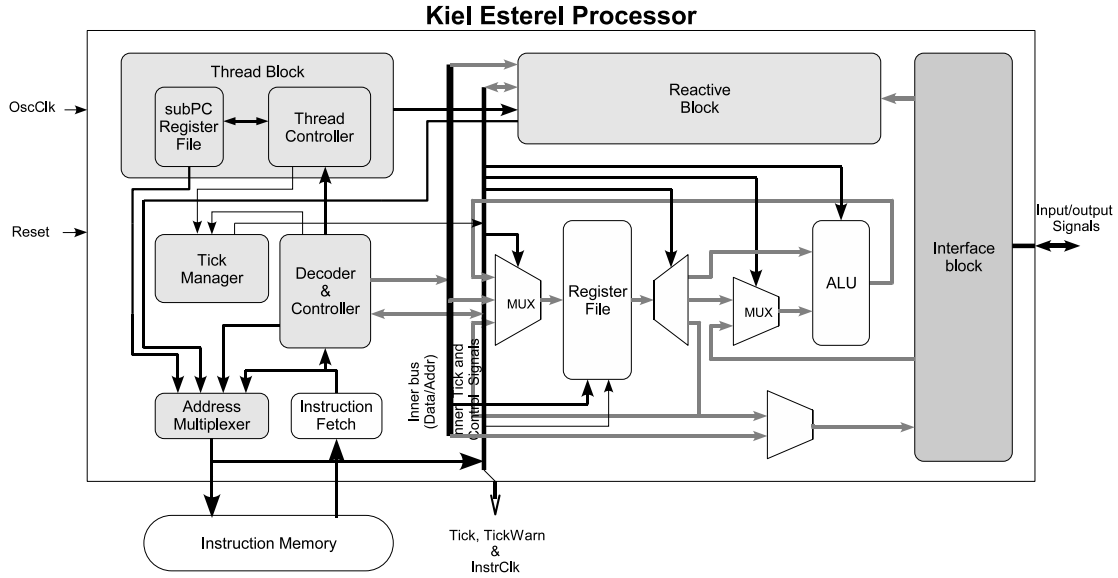 Kiel Esterel Processor
Thread Block
subPC
Register
File
Thread
Controller
Reactive
Block
OscClk
Reset
Tick
Manager
Decoder
&
Controller
MUX
Register
File
MUX
ALU
Interface
block
Input/output
Signals
Inner bus
(Data/Addr)
Inner Tick and
Control Signals
Address
Multiplexer
Instruction
Fetch
Instruction Memory
Tick, TickWarn
&
InstrClk